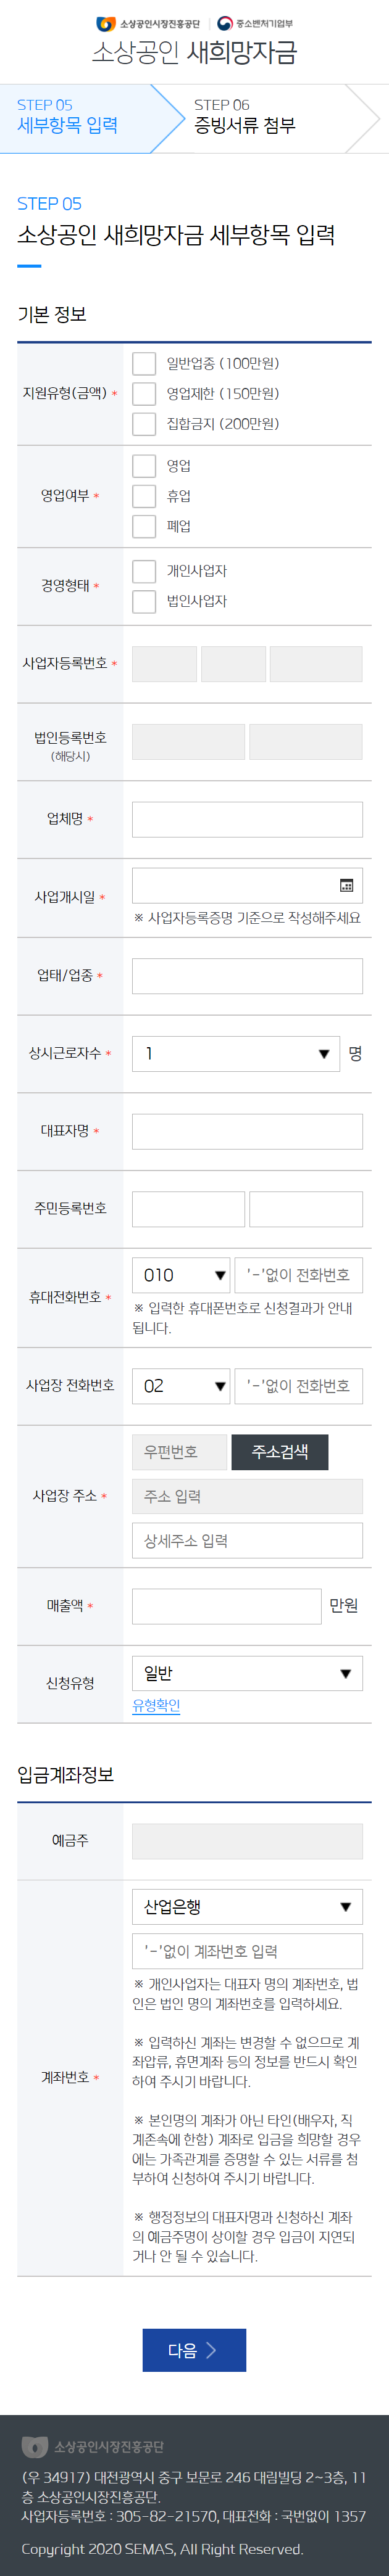 소상공인시장진흥공단 중소벤처기업부
소상공인 새희망자금
STEP 05
세부항목 입력
STEP 06
증빙서류 첨부
STEP 05
소상공인 새희망자금 세부항목 입력
기본 정보
지원유형(금액) *
일반업종 (100만원)
영업제한 (150만원)
집합금지 (200만원)
영업여부 *
영업
휴업
폐업
경영형태 *
개인사업자
법인사업자
사업자등록번호 *
법인등록번호
(해당시)
업체명 *
사업개시일 *
※ 사업자등록증명 기준으로 작성해주세요
업태/업종 *
상시근로자수 *
1 명
대표자명 *
주민등록번호
휴대전화번호 *
010 '-'없이 전화번호
※ 입력한 휴대폰번호로 신청결과가 안내
됩니다.
사업장 전화번호
02 '-'없이 전화번호
사업장 주소 *
우편번호 주소검색
주소 입력
상세주소 입력
매출액 *
만원
신청유형
일반
유형확인
입금계좌정보
예금주
계좌번호 *
산업은행
'-'없이 계좌번호 입력
※ 개인사업자는 대표자 명의 계좌번호, 법
인은 법인 명의 계좌번호를 입력하세요.
※ 입력하신 계좌는 변경할 수 없으므로 계
좌압류, 휴면계좌 등의 정보를 반드시 확인
하여 주시기 바랍니다.
※ 본인명의 계좌가 아닌 타인(배우자, 직
계존속에 한함) 계좌로 입금을 희망할 경우
에는 가족관계를 증명할 수 있는 서류를 첨
부하여 신청하여 주시기 바랍니다.
※ 행정정보의 대표자명과 신청하신 계좌
의 예금주명이 상이할 경우 입금이 지연되
거나 안 될 수 있습니다.
다음
소상공인시장진흥공단
(우 34917) 대전광역시 중구 보문로 246 대림빌딩 2~3층, 11
층 소상공인시장진흥공단.
사업자등록번호 : 305-82-21570, 대표전화 : 국번없이 1357
Copyright 2020 SEMAS, All Right Reserved.